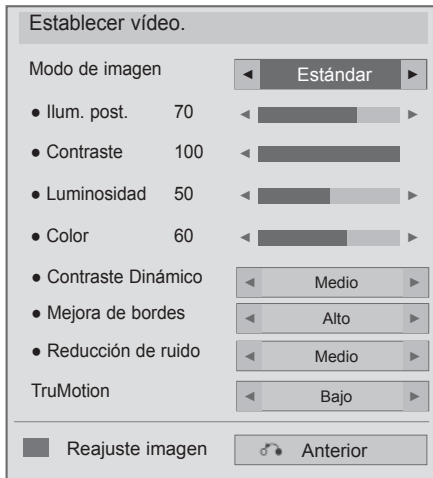 Establecer vídeo.
Modo de imagen ◄ Estándar ►
● Ilum. post. 70 ◄ ►
● Contraste 100 ◄
● Luminosidad 50 ◄ ►
● Color 60 ◄ ►
● Contraste Dinámico ◄ Medio ►
● Mejora de bordes ◄ Alto ►
● Reducción de ruido ◄ Medio ►
TruMotion ◄ Bajo ►
Reajuste imagen Anterior